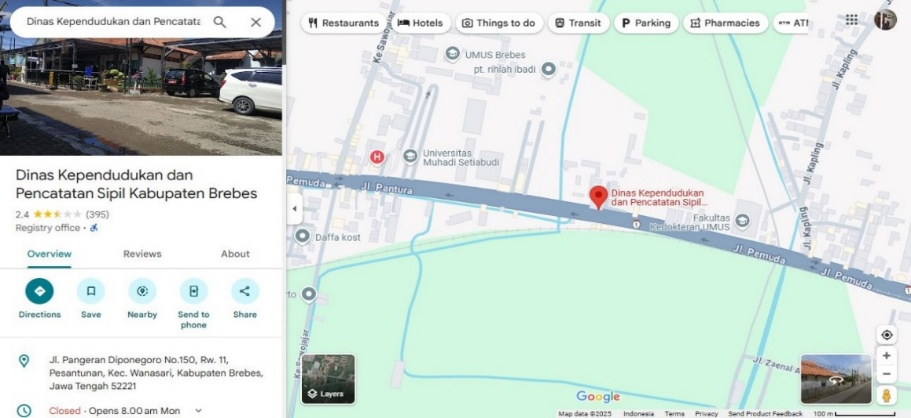 Dinas Kependudukan dan Pencatata
Dinas Kependudukan dan
Pencatatan Sipil Kabupaten Brebes
2.4 (395)
Registry office
Overview Reviews About
Directions Save Nearby Send to phone Share
Jl. Pangeran Diponegoro No.150, Rw. 11,
Pesantunan, Kec. Wanasari, Kabupaten Brebes,
Jawa Tengah 52221
Closed · Opens 8.00 am Mon
Restaurants Hotels Things to do Transit Parking Pharmacies ATI
UMUS Brebes
pt. rihlah ibadi
Jl. Kapling
H
Universitas
Muhadi Setiabudi
Pemuda
Jl. Pantura
Dinas Kependudukan
dan Pencatatan Sipil...
Fakultas
Kedokteran UMUS
Jl. Kapling
Daffa kost
Jl. Pemuda
Jl. Pemuda
rto
Jl. Zaenal A
Layers
Google
Map data ©2025 Indonesia Terms Privacy Send Product Feedback 100 m